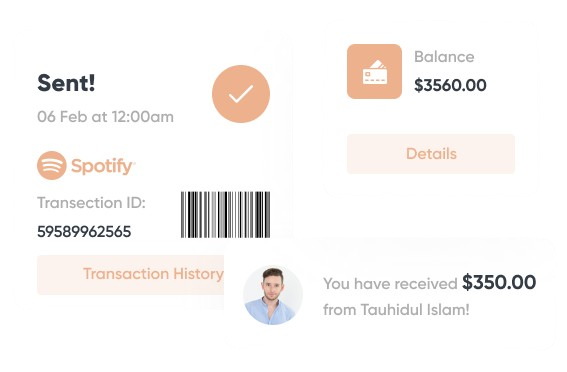 Sent!
06 Feb at 12:00am
Spotify
Transection ID:
59589962565
Transaction History
Balance
$3560.00
Details
You have received $350.00
from Tauhidul Islam!